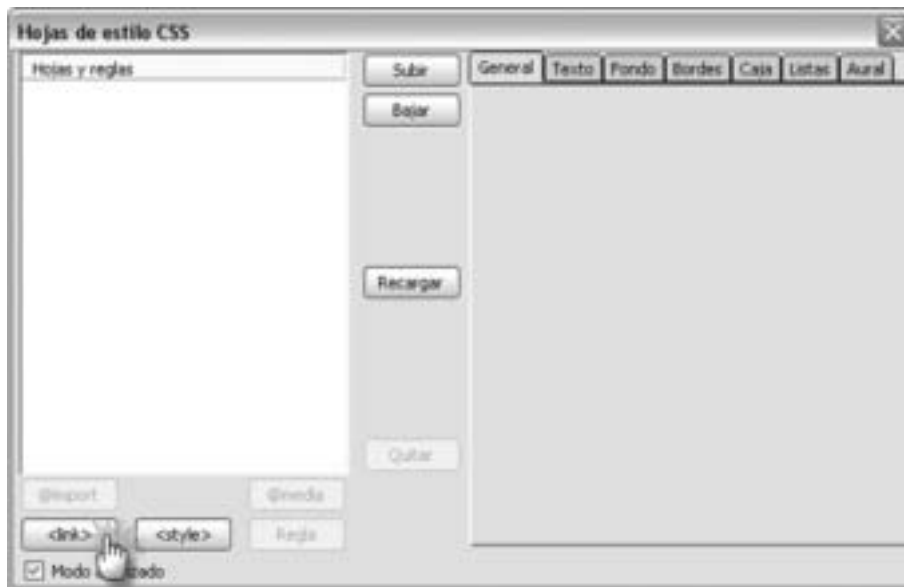 Hojas de estilo CSS
Hojas y reglas
Subir
Bajar
Recargar
Quitar
General Texto Fondo Bordes Caja Listas Aural
@import @media
<link> <style> Regla
Modo